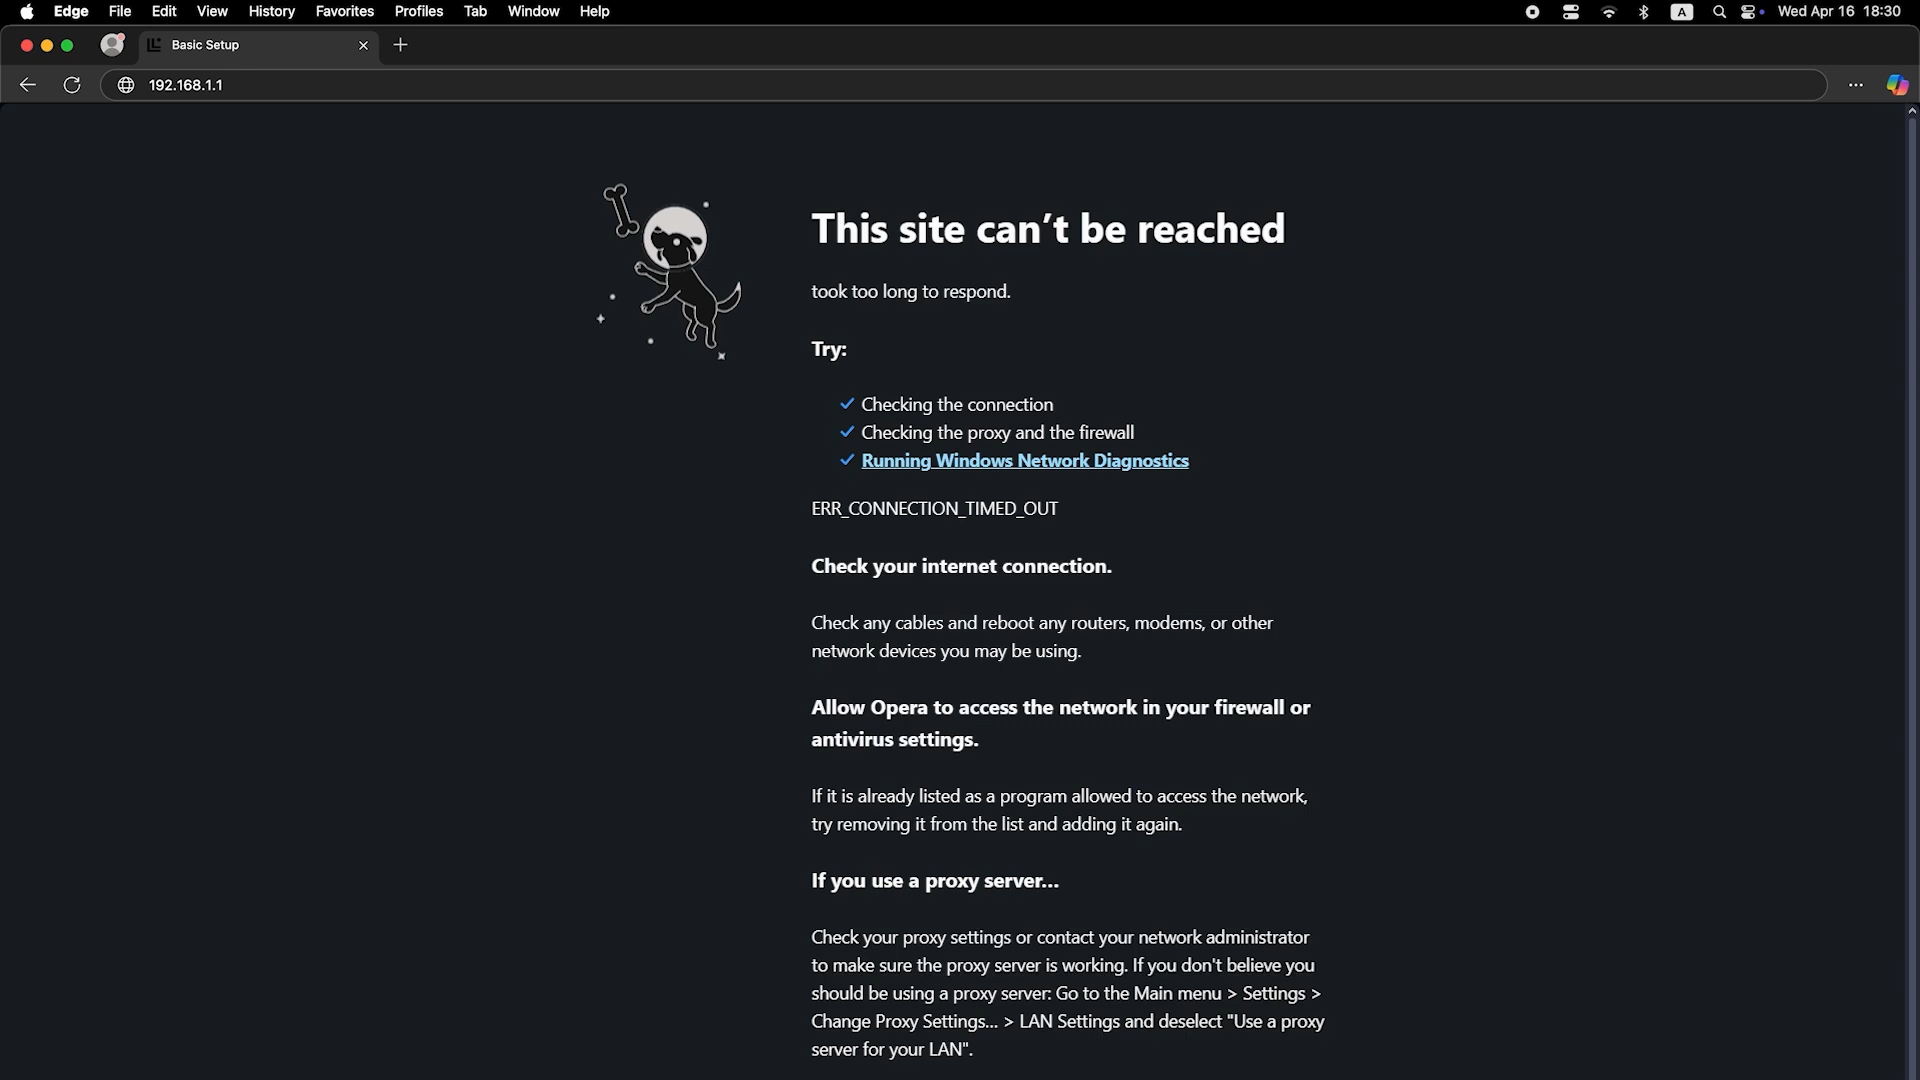 Edge File Edit View History Favorites Profiles Tab Window Help A Wed Apr 16 18:30
Basic Setup
192.168.1.1
This site can’t be reached
took too long to respond.
Try:
Checking the connection
Checking the proxy and the firewall
Running Windows Network Diagnostics
ERR_CONNECTION_TIMED_OUT
Check your internet connection.
Check any cables and reboot any routers, modems, or other
network devices you may be using.
Allow Opera to access the network in your firewall or
antivirus settings.
If it is already listed as a program allowed to access the network,
try removing it from the list and adding it again.
If you use a proxy server...
Check your proxy settings or contact your network administrator
to make sure the proxy server is working. If you don't believe you
should be using a proxy server: Go to the Main menu > Settings >
Change Proxy Settings... > LAN Settings and deselect "Use a proxy
server for your LAN".